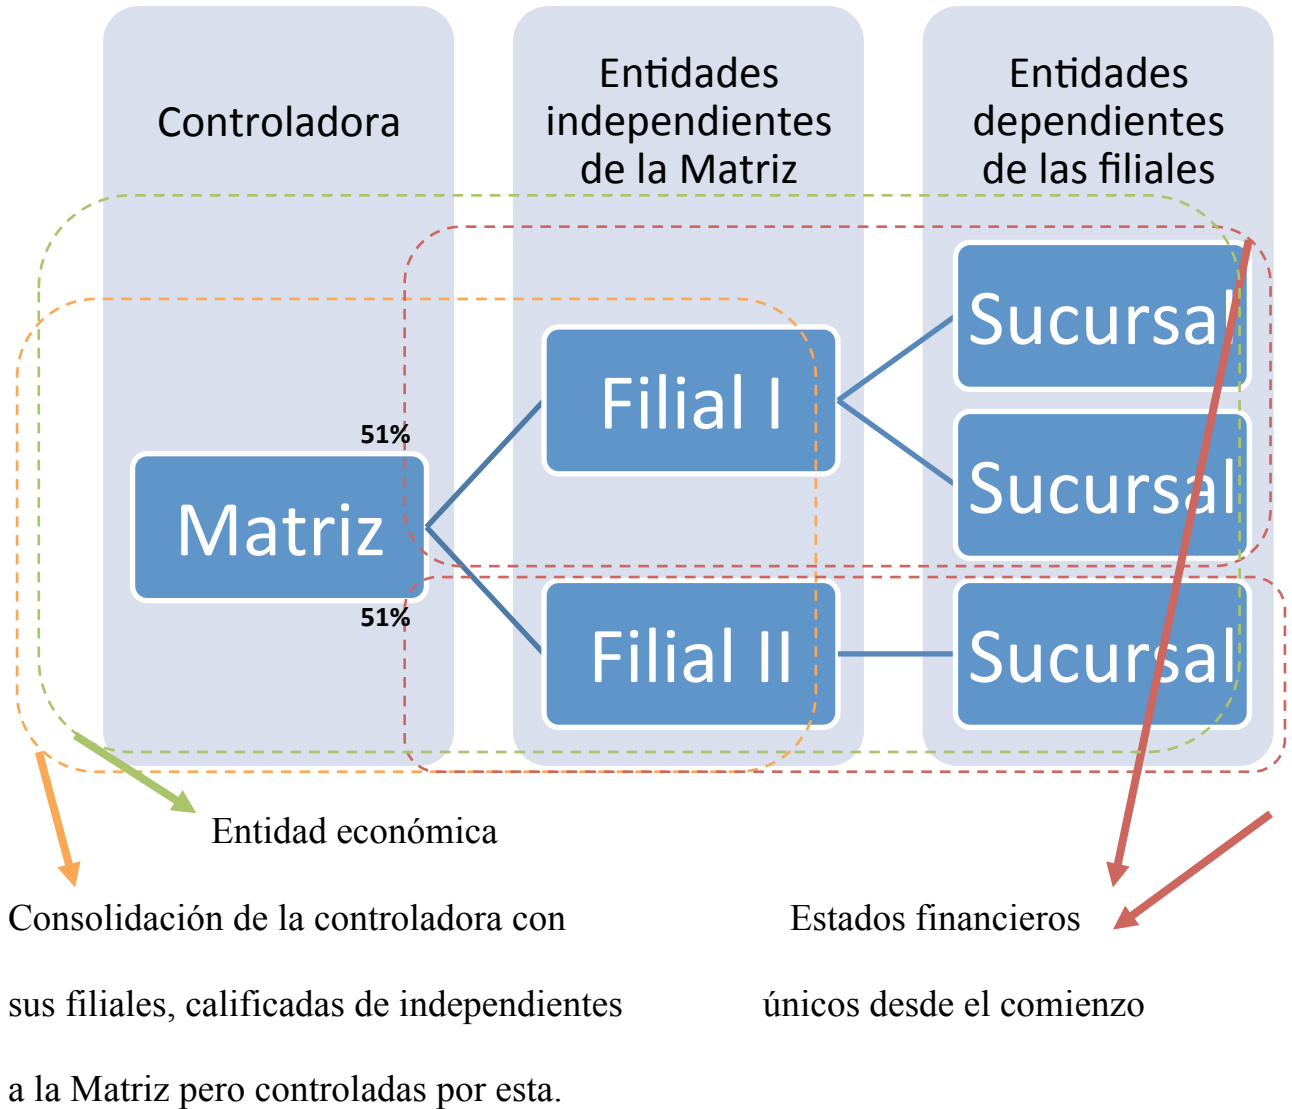 Controladora
Entidades
independientes
de la Matriz
Entidades
dependientes
de las filiales
Sucursal
Filial I
Sucursal
51%
Matriz
51%
Filial II
Sucursal
Entidad económica
Consolidación de la controladora con
sus filiales, calificadas de independientes
a la Matriz pero controladas por esta.
Estados financieros
únicos desde el comienzo